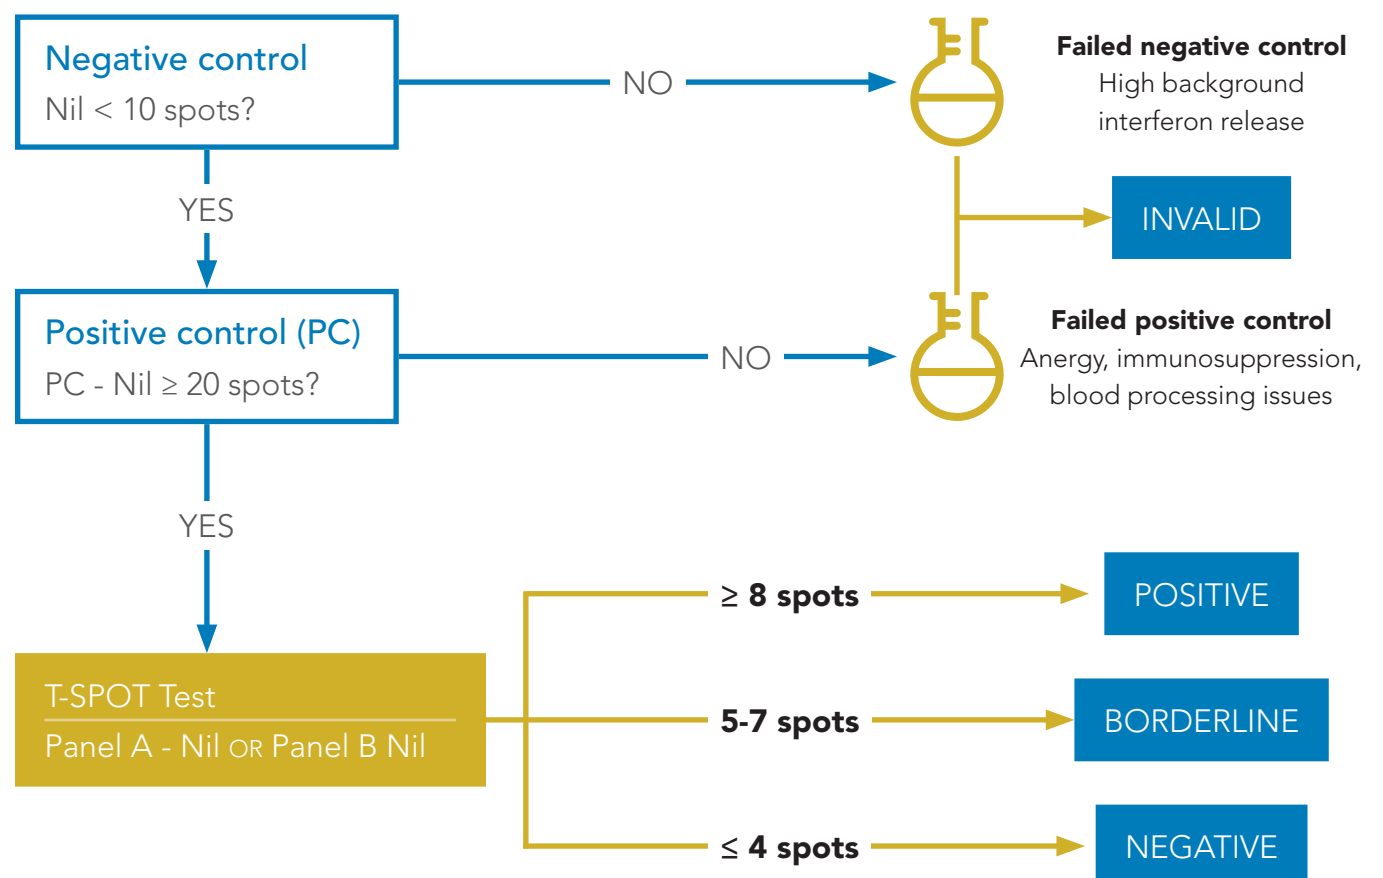 Negative control
Nil < 10 spots?
NO
Failed negative control
High background
interferon release
YES
INVALID
Positive control (PC)
PC - Nil ≥ 20 spots?
NO
Failed positive control
Anergy, immunosuppression,
blood processing issues
YES
T-SPOT Test
Panel A - Nil OR Panel B Nil
≥ 8 spots
POSITIVE
5-7 spots
BORDERLINE
≤ 4 spots
NEGATIVE